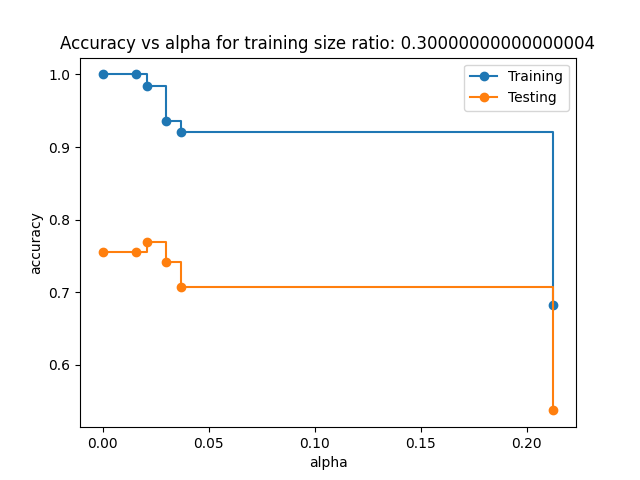 Accuracy vs alpha for training size ratio: 0.30000000000000004
Training
Testing
1.0
0.9
0.8
0.7
0.6
accuracy
0.00 0.05 0.10 0.15 0.20
alpha